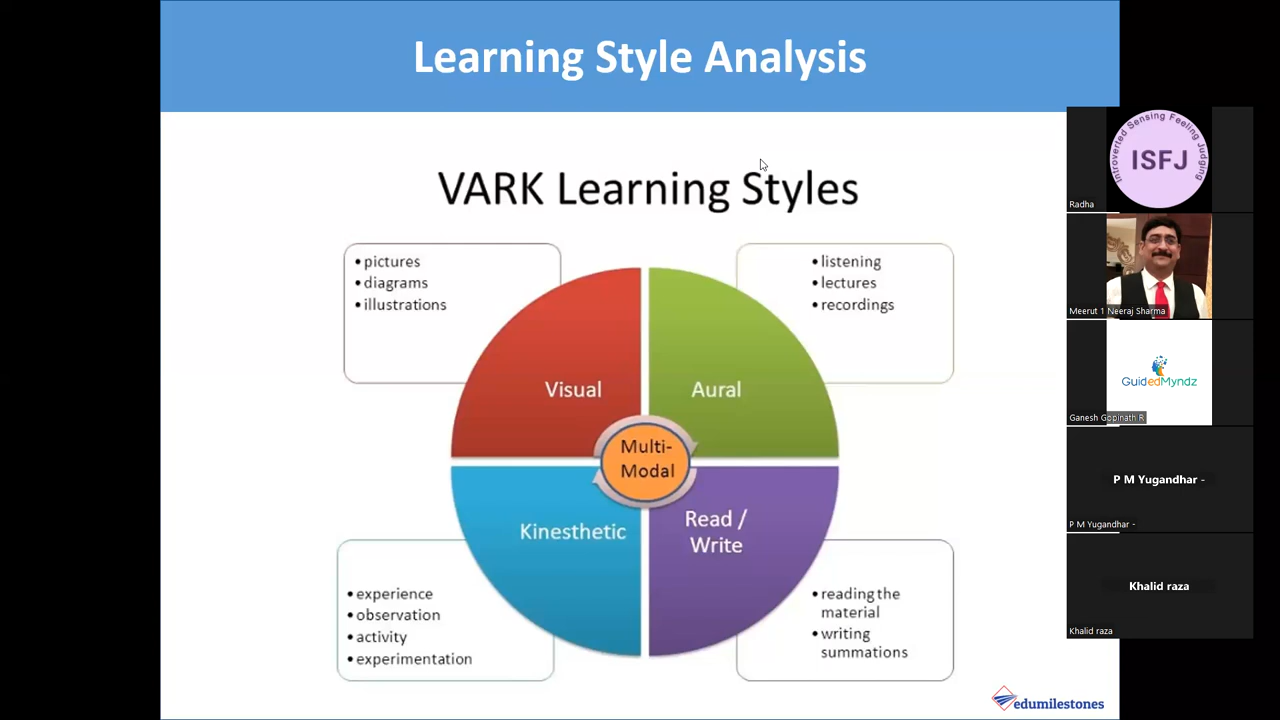 Learning Style Analysis
VARK Learning Styles
• pictures
• diagrams
• illustrations
• listening
• lectures
• recordings
Visual
Aural
Multi-
Modal
Kinesthetic
Read /
Write
• experience
• observation
• activity
• experimentation
• reading the
material
• writing
summations
edumilestones
Introverted Sensing Feeling Judging
ISFJ
Radha
Meerut 1 Neeraj Sharma
GuidedMyndz
Ganesh Gopinath R
P M Yugandhar -
P M Yugandhar -
Khalid raza
Khalid raza